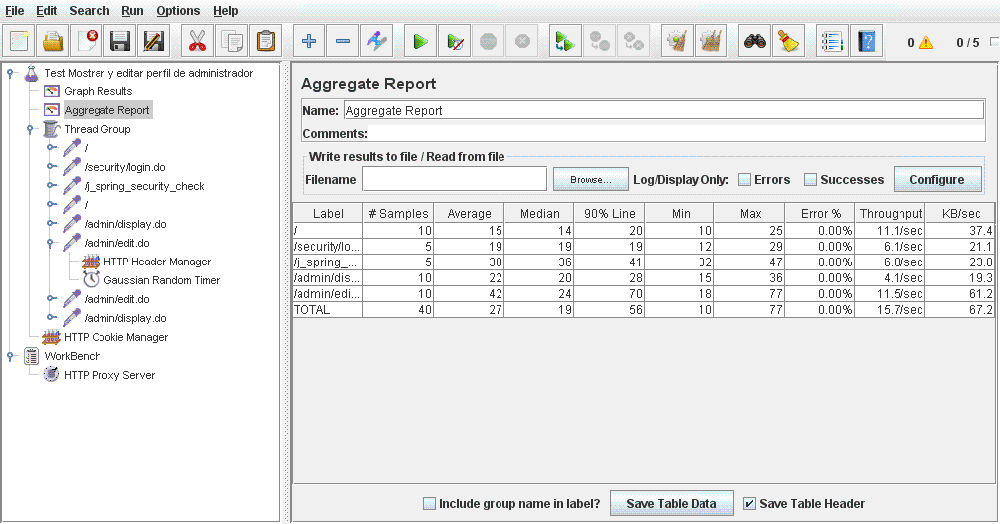 File Edit Search Run Options Help
0 0 / 5
Test Mostrar y editar perfil de administrador
Graph Results
Aggregate Report
Thread Group
/
/security/login.do
/j_spring_security_check
/
/admin/display.do
/admin/edit.do
HTTP Header Manager
Gaussian Random Timer
/admin/edit.do
/admin/display.do
HTTP Cookie Manager
WorkBench
HTTP Proxy Server
Aggregate Report
Name: Aggregate Report
Comments:
Write results to file / Read from file
Filename Browse... Log/Display Only: Errors Successes Configure
Label # Samples Average Median 90% Line Min Max Error % Throughput KB/sec
/ 10 15 14 20 10 25 0.00% 11.1/sec 37.4
/security/lo... 5 19 19 19 12 29 0.00% 6.1/sec 21.1
/j_spring_... 5 38 36 41 32 47 0.00% 6.0/sec 23.8
/admin/dis... 10 22 20 28 15 36 0.00% 4.1/sec 19.3
/admin/edi... 10 42 24 70 18 77 0.00% 11.5/sec 61.2
TOTAL 40 27 19 56 10 77 0.00% 15.7/sec 67.2
Include group name in label? Save Table Data Save Table Header